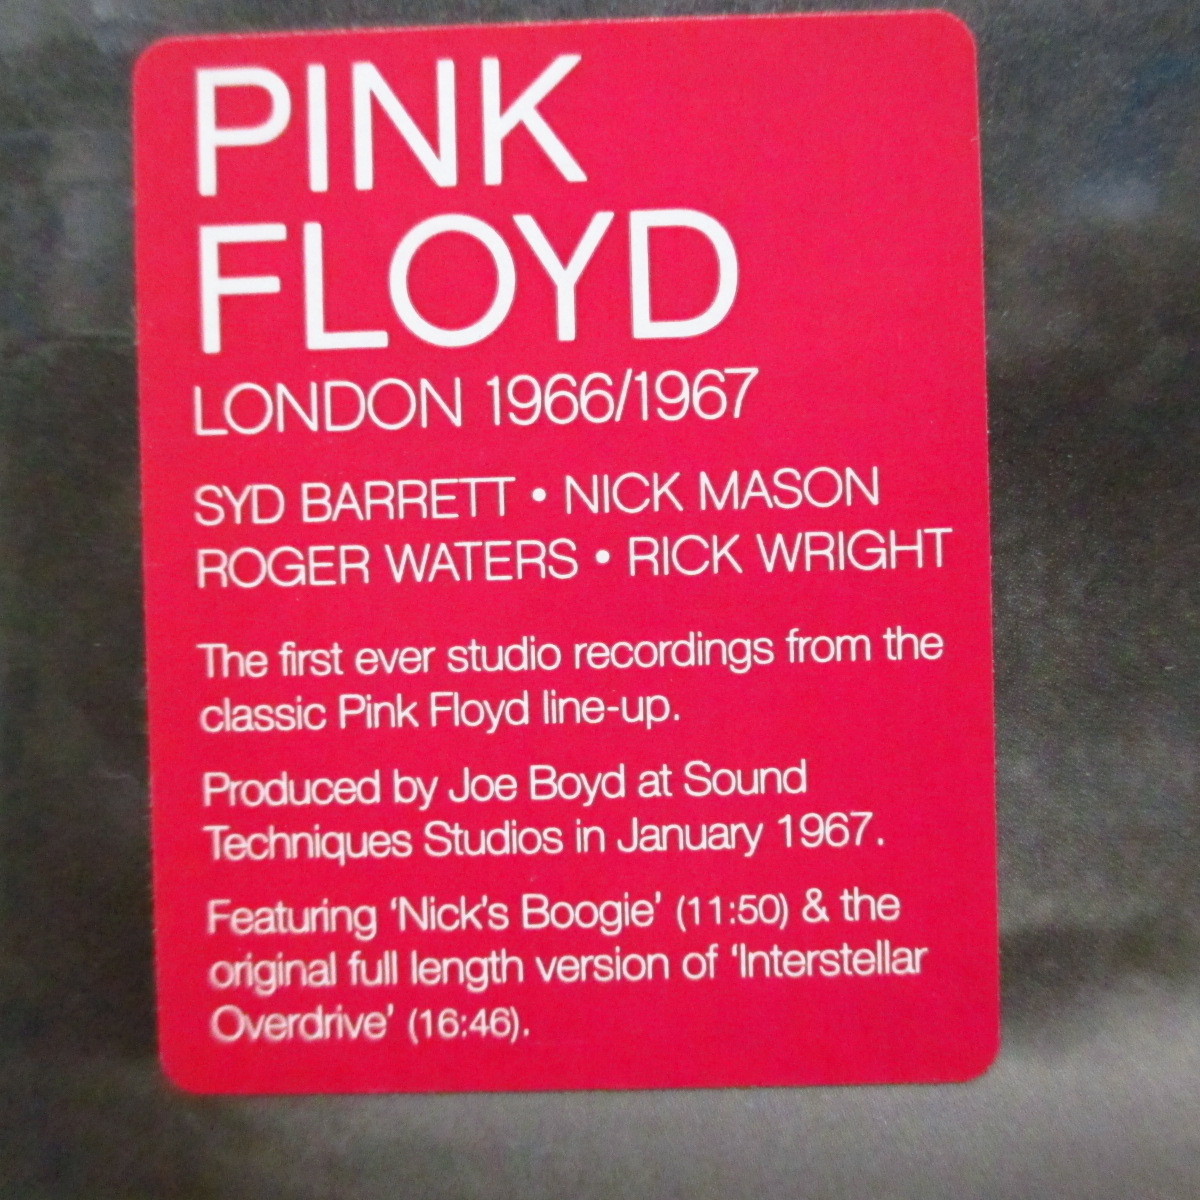 PINK
FLOYD
LONDON 1966/1967
SYD BARRETT • NICK MASON
ROGER WATERS • RICK WRIGHT
The first ever studio recordings from the
classic Pink Floyd line-up.
Produced by Joe Boyd at Sound
Techniques Studios in January 1967.
Featuring ‘Nick’s Boogie’ (11:50) & the
original full length version of ‘Interstellar
Overdrive’ (16:46).